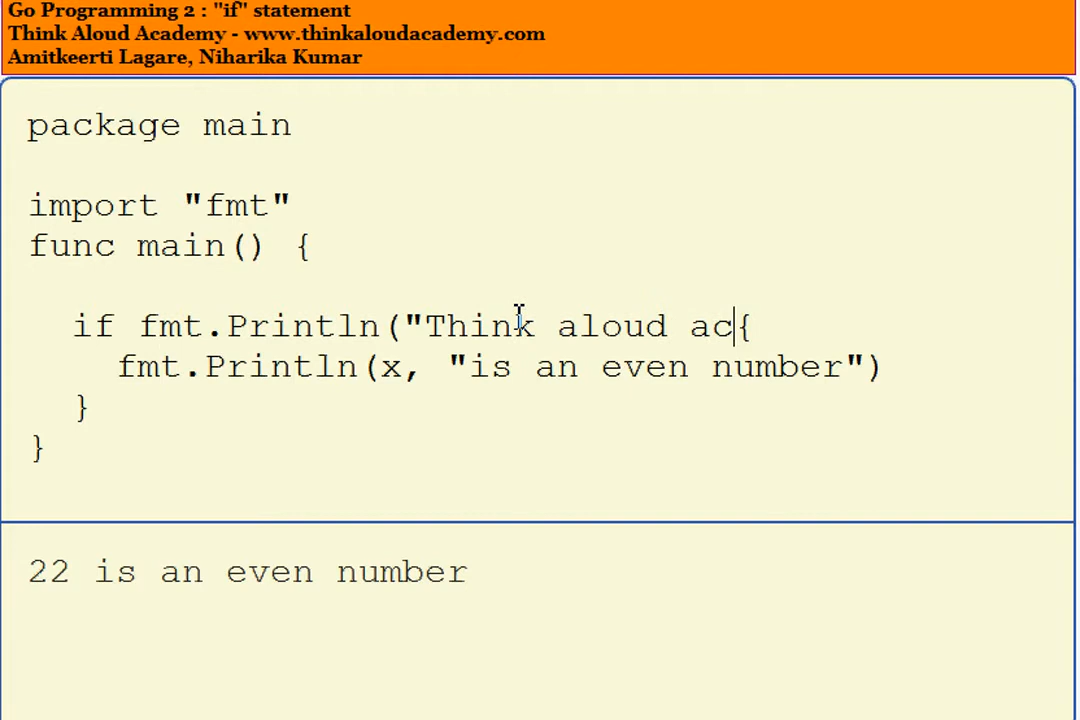 Go Programming 2 : "if" statement
Think Aloud Academy - www.thinkaloudacademy.com
Amitkeerti Lagare, Niharika Kumar
package main
import "fmt"
func main() {
if fmt.Println("Think aloud ac{
fmt.Println(x, "is an even number")
}
}
22 is an even number